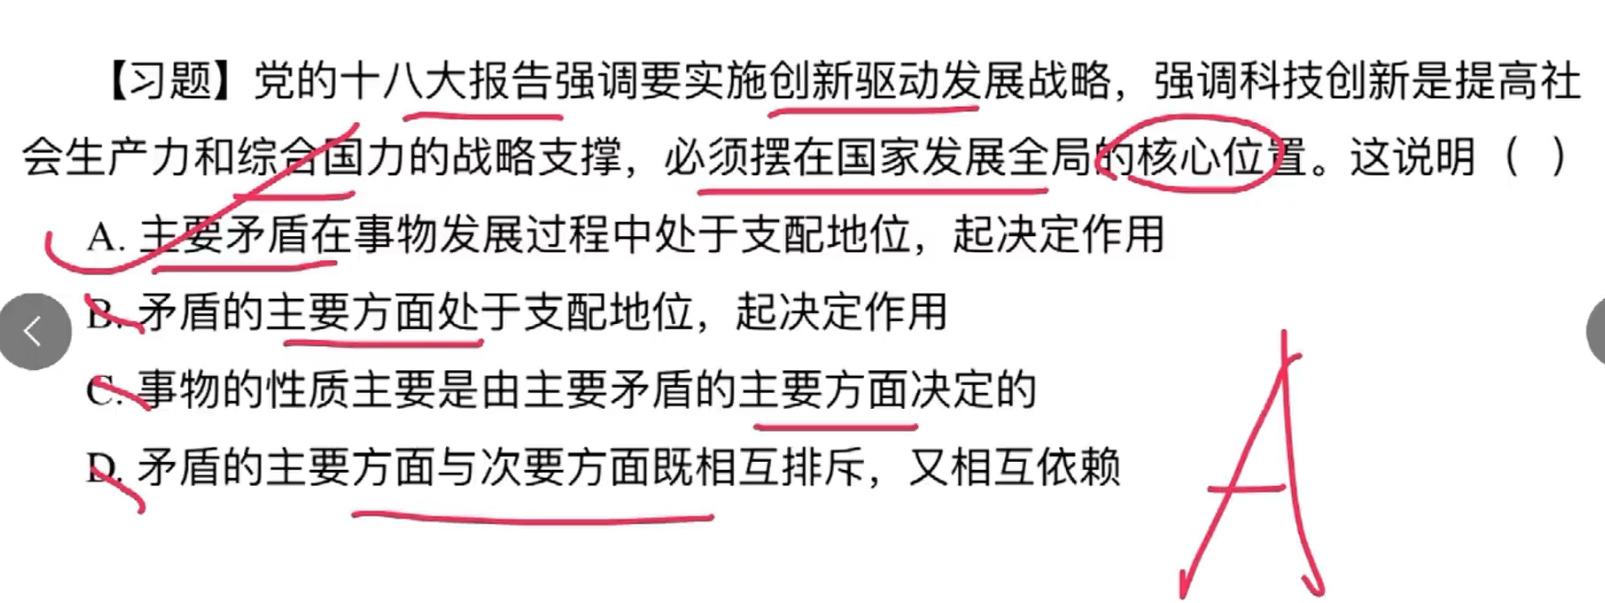 【习题】党的十八大报告强调要实施创新驱动发展战略，强调科技创新是提高社
会生产力和综合国力的战略支撑，必须摆在国家发展全局的核心位置。这说明（ ）
A. 主要矛盾在事物发展过程中处于支配地位，起决定作用
B. 矛盾的主要方面处于支配地位，起决定作用
C. 事物的性质主要是由主要矛盾的主要方面决定的
D. 矛盾的主要方面与次要方面既相互排斥，又相互依赖
A